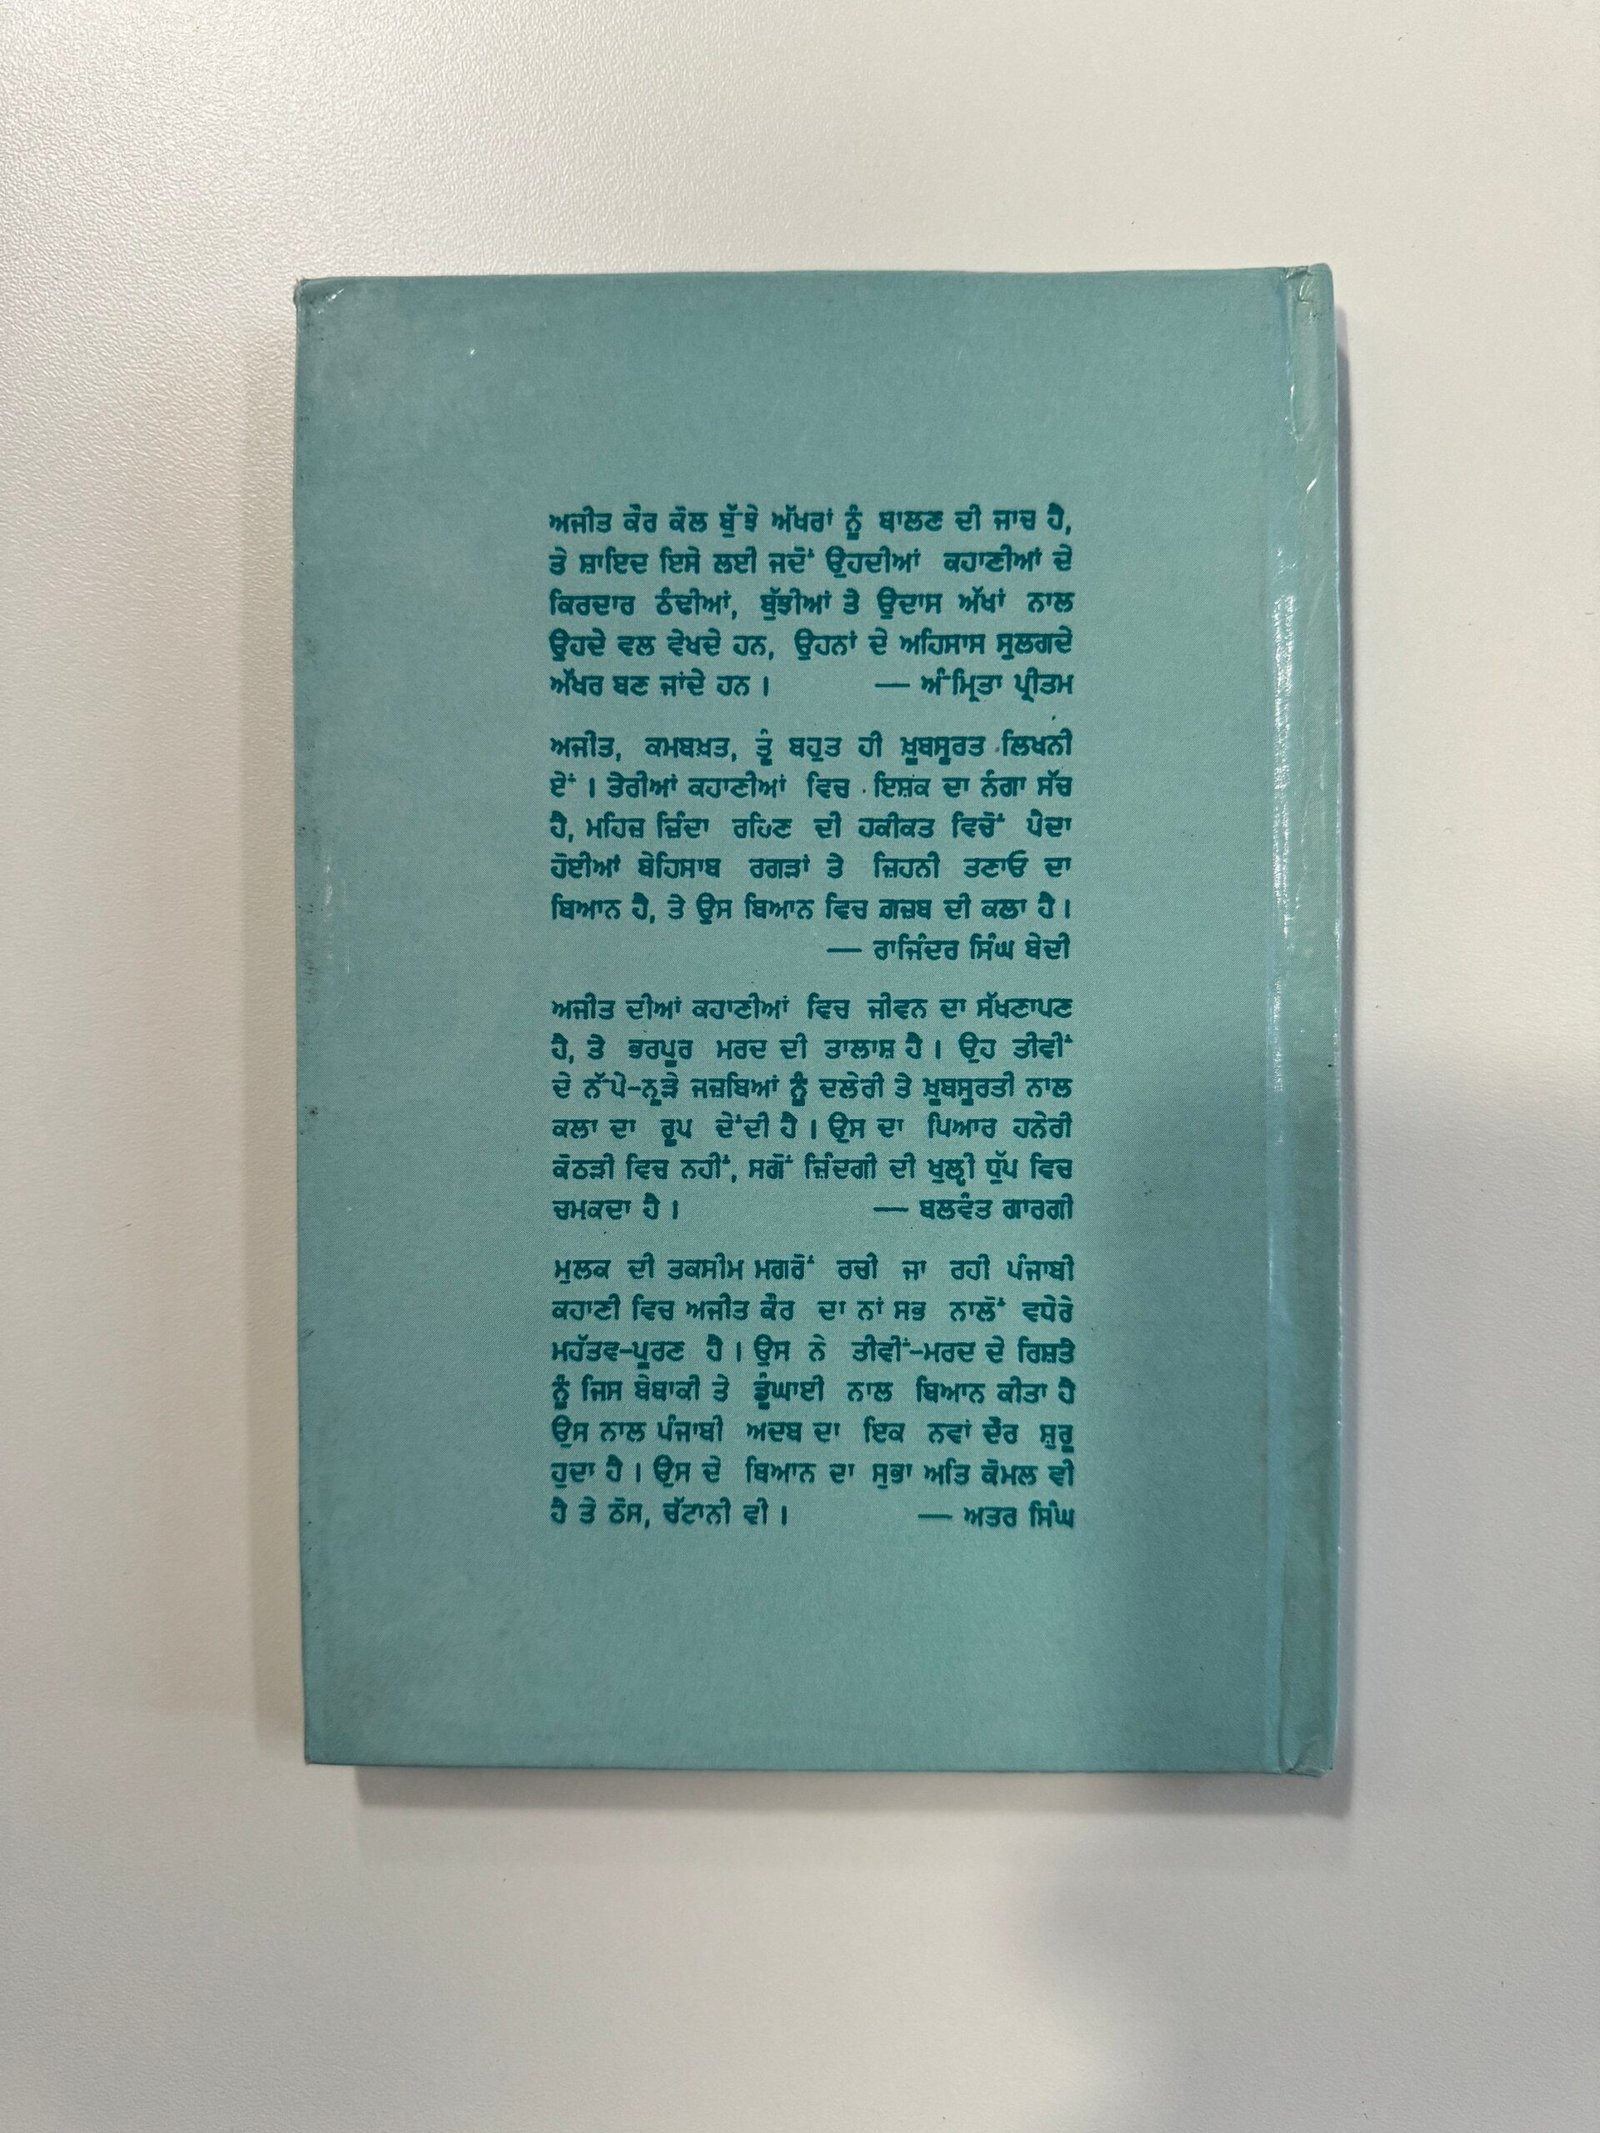 ਅਜੀਤ ਕੌਰ ਕੋਲ ਬੁੱਝੇ ਅੱਖਰਾਂ ਨੂੰ ਬਾਲਣ ਦੀ ਜਾਚ ਹੈ,
ਤੇ ਸ਼ਾਇਦ ਇਸੇ ਲਈ ਜਦੋਂ ਉਹਦੀਆਂ ਕਹਾਣੀਆਂ ਦੇ
ਕਿਰਦਾਰ ਠੰਢੀਆਂ, ਬੁੱਝੀਆਂ ਤੇ ਉਦਾਸ ਅੱਖਾਂ ਨਾਲ
ਉਹਦੇ ਵਲ ਵੇਖਦੇ ਹਨ, ਉਹਨਾਂ ਦੇ ਅਹਿਸਾਸ ਸੁਲਗਦੇ
ਅੱਖਰ ਬਣ ਜਾਂਦੇ ਹਨ । — ਅੰਮ੍ਰਿਤਾ ਪ੍ਰੀਤਮ
ਅਜੀਤ, ਕਮਬਖ਼ਤ, ਤੂੰ ਬਹੁਤ ਹੀ ਖ਼ੂਬਸੂਰਤ ਲਿਖਨੀ
ਏਂ । ਤੇਰੀਆਂ ਕਹਾਣੀਆਂ ਵਿਚ ਇਸ਼ਕ ਦਾ ਨੰਗਾ ਸੱਚ
ਹੈ, ਮਹਿਜ਼ ਜ਼ਿੰਦਾ ਰਹਿਣ ਦੀ ਹਕੀਕਤ ਵਿਚੋਂ ਪੈਦਾ
ਹੋਈਆਂ ਬੇਹਿਸਾਬ ਰਗੜਾਂ ਤੇ ਜ਼ਿਹਨੀ ਤਣਾਓ ਦਾ
ਬਿਆਨ ਹੈ, ਤੇ ਉਸ ਬਿਆਨ ਵਿਚ ਗ਼ਜ਼ਬ ਦੀ ਕਲਾ ਹੈ ।
— ਰਾਜਿੰਦਰ ਸਿੰਘ ਬੇਦੀ
ਅਜੀਤ ਦੀਆਂ ਕਹਾਣੀਆਂ ਵਿਚ ਜੀਵਨ ਦਾ ਸੱਖਣਾਪਣ
ਹੈ, ਤੇ ਭਰਪੂਰ ਮਰਦ ਦੀ ਤਾਲਾਸ਼ ਹੈ । ਉਹ ਤੀਵੀਂ
ਦੇ ਨੱਪੇ-ਨੂੜੇ ਜਜ਼ਬਿਆਂ ਨੂੰ ਦਲੇਰੀ ਤੇ ਖ਼ੂਬਸੂਰਤੀ ਨਾਲ
ਕਲਾ ਦਾ ਰੂਪ ਦੇਂਦੀ ਹੈ । ਉਸ ਦਾ ਪਿਆਰ ਹਨੇਰੀ
ਕੋਠੜੀ ਵਿਚ ਨਹੀਂ, ਸਗੋਂ ਜ਼ਿੰਦਗੀ ਦੀ ਖੁਲ੍ਹੀ ਧੁੱਪ ਵਿਚ
ਚਮਕਦਾ ਹੈ । — ਬਲਵੰਤ ਗਾਰਗੀ
ਮੁਲਕ ਦੀ ਤਕਸੀਮ ਮਗਰੋਂ ਰਚੀ ਜਾ ਰਹੀ ਪੰਜਾਬੀ
ਕਹਾਣੀ ਵਿਚ ਅਜੀਤ ਕੌਰ ਦਾ ਨਾਂ ਸਭ ਨਾਲੋਂ ਵਧੇਰੇ
ਮਹੱਤਵ-ਪੂਰਣ ਹੈ । ਉਸ ਨੇ ਤੀਵੀਂ-ਮਰਦ ਦੇ ਰਿਸ਼ਤੇ
ਨੂੰ ਜਿਸ ਬੇਬਾਕੀ ਤੇ ਡੂੰਘਾਈ ਨਾਲ ਬਿਆਨ ਕੀਤਾ ਹੈ
ਉਸ ਨਾਲ ਪੰਜਾਬੀ ਅਦਬ ਦਾ ਇਕ ਨਵਾਂ ਦੌਰ ਸ਼ੁਰੂ
ਹੁਦਾ ਹੈ । ਉਸ ਦੇ ਬਿਆਨ ਦਾ ਸੁਭਾ ਅਤਿ ਕੋਮਲ ਵੀ
ਹੈ ਤੇ ਠੋਸ, ਚੱਟਾਨੀ ਵੀ । — ਅਤਰ ਸਿੰਘ